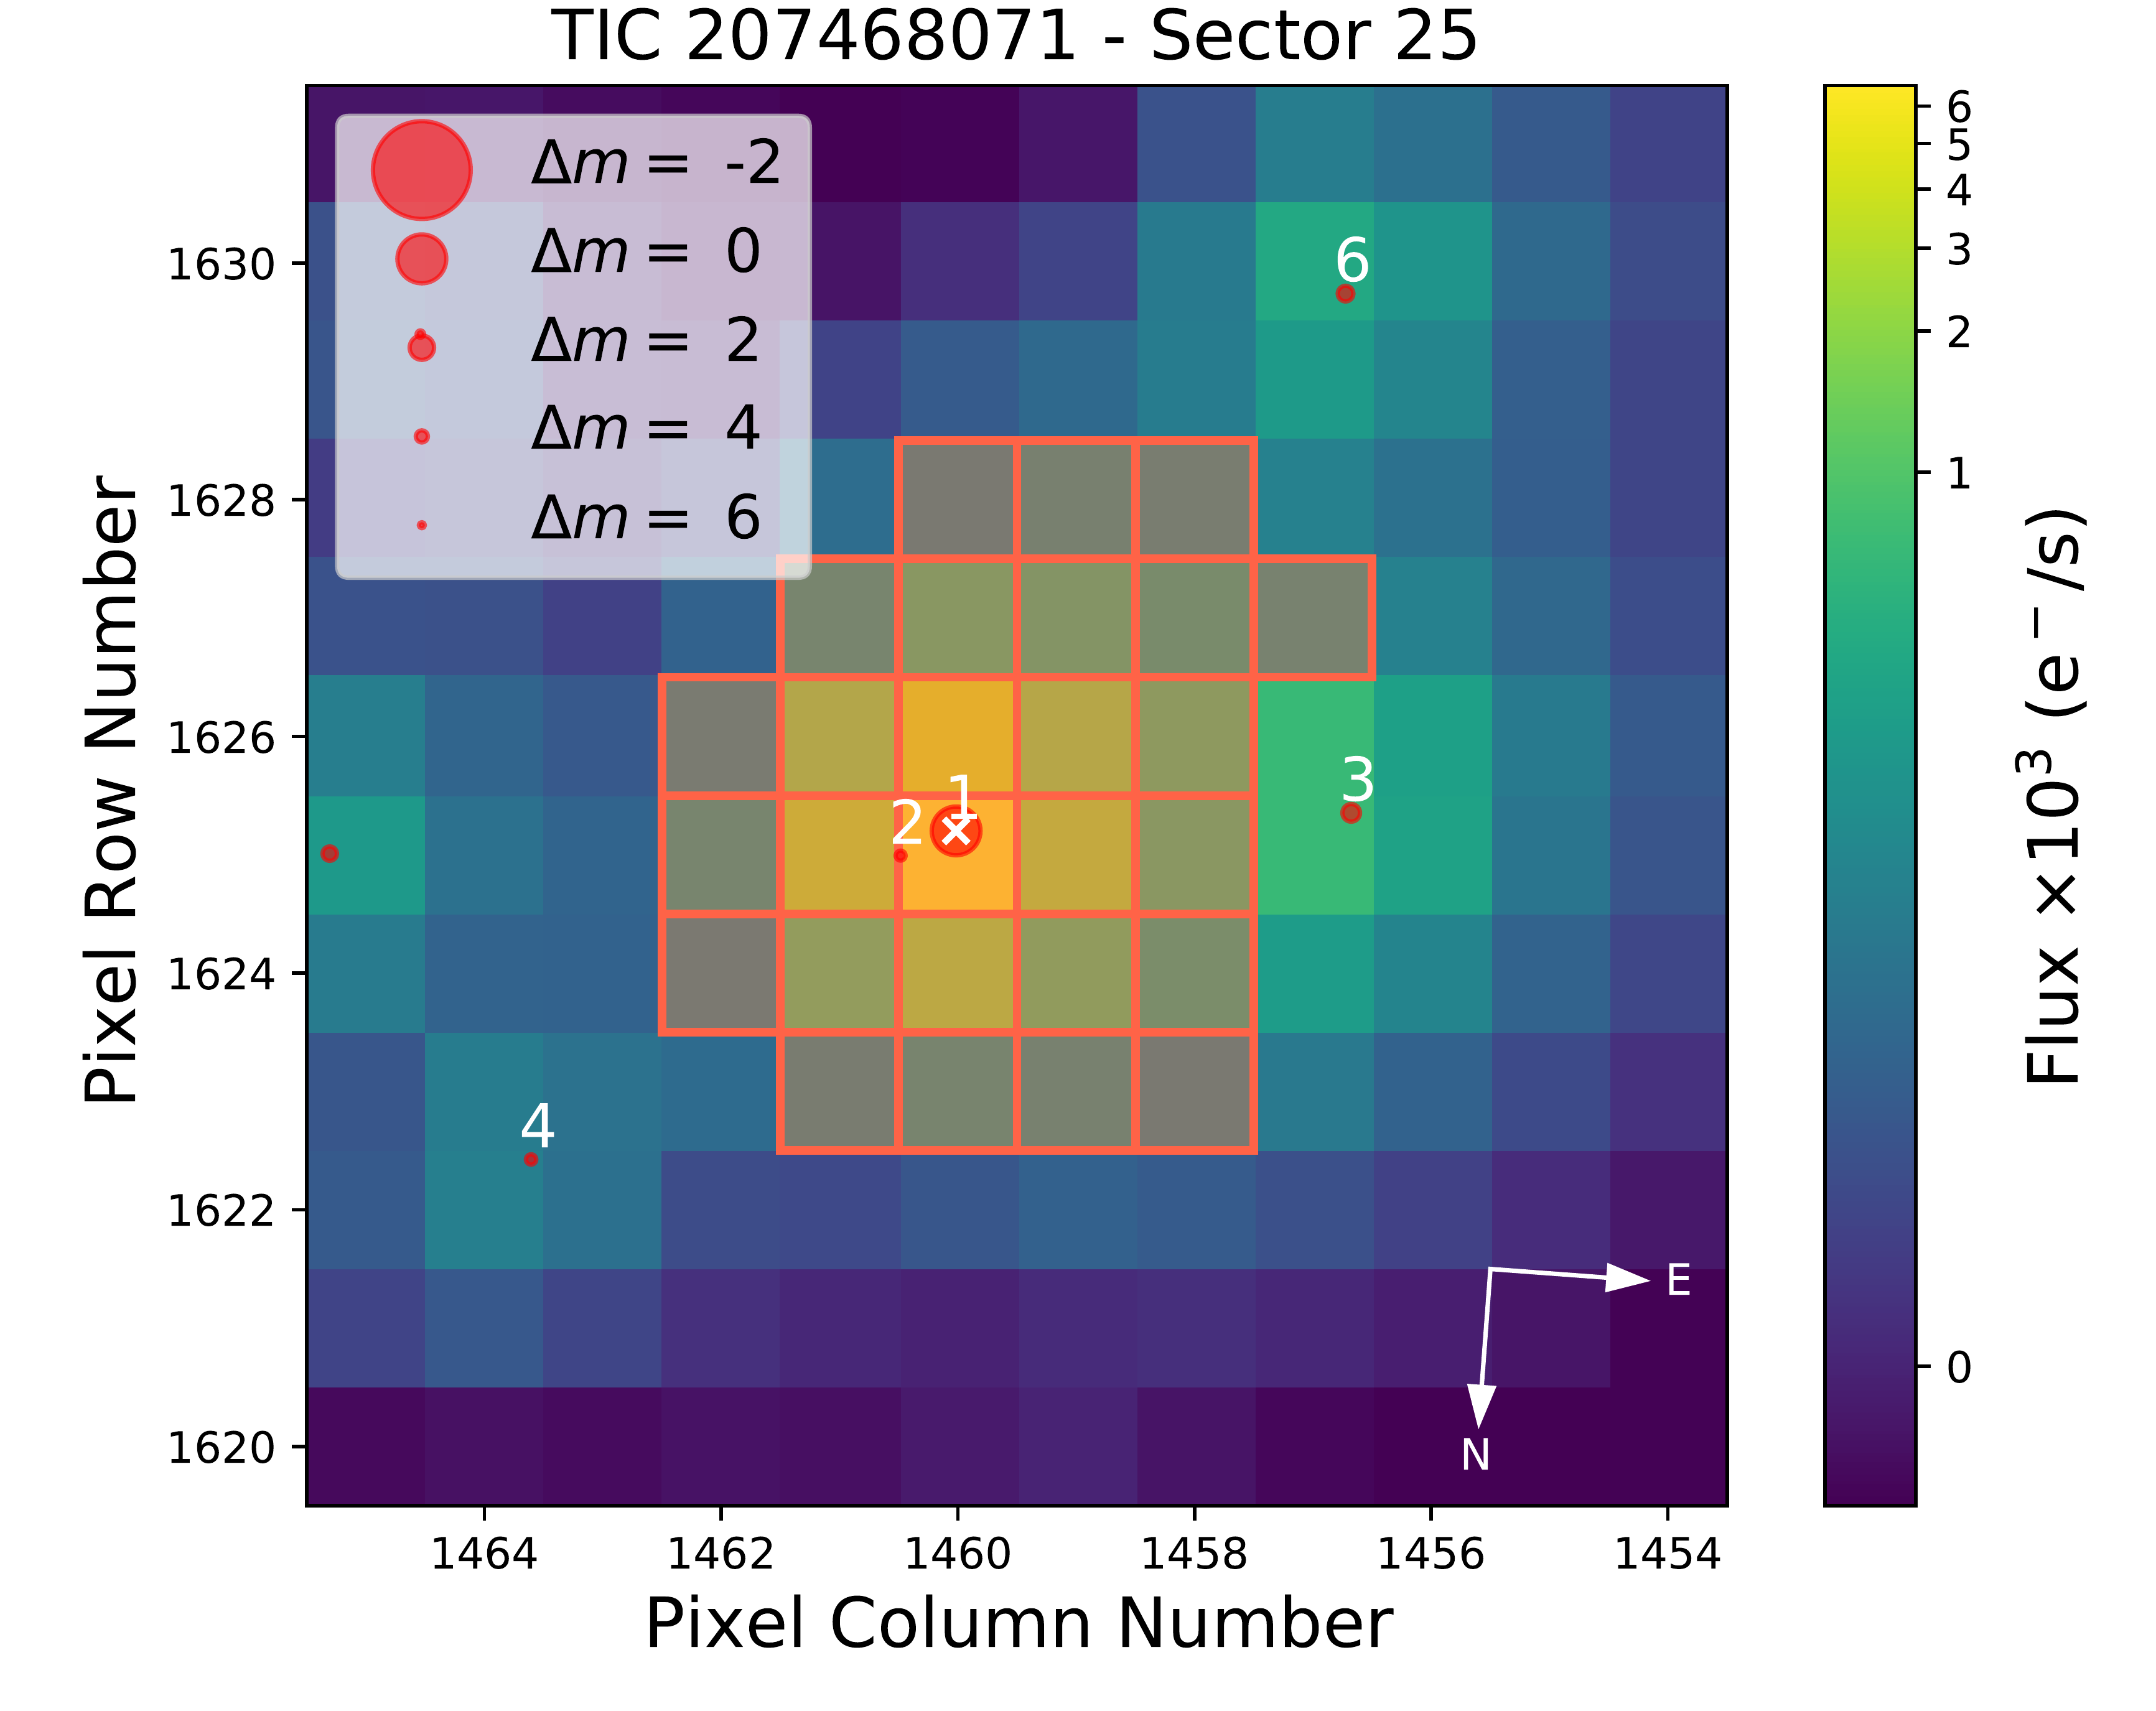 TIC 207468071 - Sector 25
Δm = -2
Δm = 0
Δm = 2
Δm = 4
Δm = 6
1630
1628
1626
1624
1622
1620
Pixel Row Number
6
1
2
3
4
E
N
1464 1462 1460 1458 1456 1454
Pixel Column Number
6
5
4
3
2
1
0
Flux ×10³ (e⁻/s)